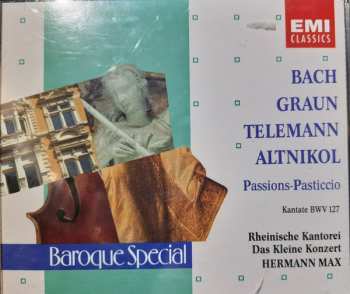 EMI
CLASSICS
BACH
GRAUN
TELEMANN
ALTNIKOL
Passions-Pasticcio
Kantate BWV 127
Rheinische Kantorei
Das Kleine Konzert
HERMANN MAX
Baroque Special